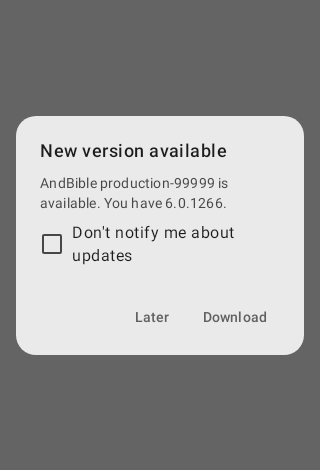 New version available
AndBible production-99999 is
available. You have 6.0.1266.
Don't notify me about
updates
Later
Download